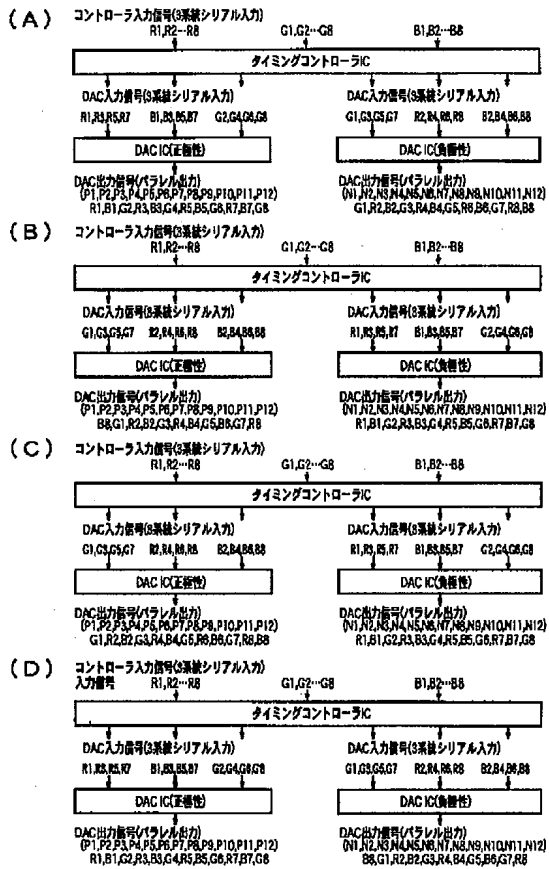 (A) コントローラ入力信号(3系統シリアル入力)
R1,R2…R8 G1,G2…G8 B1,B2…B8
タイミングコントローラIC
DAC入力信号(3系統シリアル入力) DAC入力信号(3系統シリアル入力)
R1,R3,R5,R7 B1,B3,B5,B7 G2,G4,G6,G8 G1,G3,G5,G7 R2,R4,R6,R8 B2,B4,B6,B8
DAC IC(正極性) DAC IC(負極性)
DAC出力信号(パラレル出力) DAC出力信号(パラレル出力)
(P1,P2,P3,P4,P5,P6,P7,P8,P9,P10,P11,P12) (N1,N2,N3,N4,N5,N6,N7,N8,N9,N10,N11,N12)
R1,B1,G2,R3,B3,G4,R5,B5,G6,R7,B7,G8 G1,R2,B2,G3,R4,B4,G5,R6,B6,G7,R8,B8
(B) コントローラ入力信号(3系統シリアル入力)
R1,R2…R8 G1,G2…G8 B1,B2…B8
タイミングコントローラIC
DAC入力信号(3系統シリアル入力) DAC入力信号(3系統シリアル入力)
G1,G3,G5,G7 R2,R4,R6,R8 B2,B4,B6,B8 R1,R3,R5,R7 B1,B3,B5,B7 G2,G4,G6,G8
DAC IC(正極性) DAC IC(負極性)
DAC出力信号(パラレル出力) DAC出力信号(パラレル出力)
(P1,P2,P3,P4,P5,P6,P7,P8,P9,P10,P11,P12) (N1,N2,N3,N4,N5,N6,N7,N8,N9,N10,N11,N12)
B8,G1,R2,B2,G3,R4,B4,G5,B6,G7,R8 R1,B1,G2,R3,B3,G4,R5,B5,G6,R7,B7,G8
(C) コントローラ入力信号(3系統シリアル入力)
R1,R2…R8 G1,G2…G8 B1,B2…B8
タイミングコントローラIC
DAC入力信号(3系統シリアル入力) DAC入力信号(3系統シリアル入力)
G1,G3,G5,G7 R2,R4,R6,R8 B2,B4,B6,B8 R1,R3,R5,R7 B1,B3,B5,B7 G2,G4,G6,G8
DAC IC(正極性) DAC IC(負極性)
DAC出力信号(パラレル出力) DAC出力信号(パラレル出力)
(P1,P2,P3,P4,P5,P6,P7,P8,P9,P10,P11,P12) (N1,N2,N3,N4,N5,N6,N7,N8,N9,N10,N11,N12)
G1,R2,B2,G3,R4,B4,G5,R6,B6,G7,R8,B8 R1,B1,G2,R3,B3,G4,R5,B5,G6,R7,B7,G8
(D) コントローラ入力信号(3系統シリアル入力)
入力信号 R1,R2…R8 G1,G2…G8 B1,B2…B8
タイミングコントローラIC
DAC入力信号(3系統シリアル入力) DAC入力信号(3系統シリアル入力)
R1,R3,R5,R7 B1,B3,B5,B7 G2,G4,G6,G8 G1,G3,G5,G7 R2,R4,R6,R8 B2,B4,B6,B8
DAC IC(正極性) DAC IC(負極性)
DAC出力信号(パラレル出力) DAC出力信号(パラレル出力)
(P1,P2,P3,P4,P5,P6,P7,P8,P9,P10,P11,P12) (N1,N2,N3,N4,N5,N6,N7,N8,N9,N10,N11,N12)
R1,B1,G2,R3,B3,G4,R5,B5,G6,R7,B7,G8 B8,G1,R2,B2,G3,R4,B4,G5,B6,G7,R8